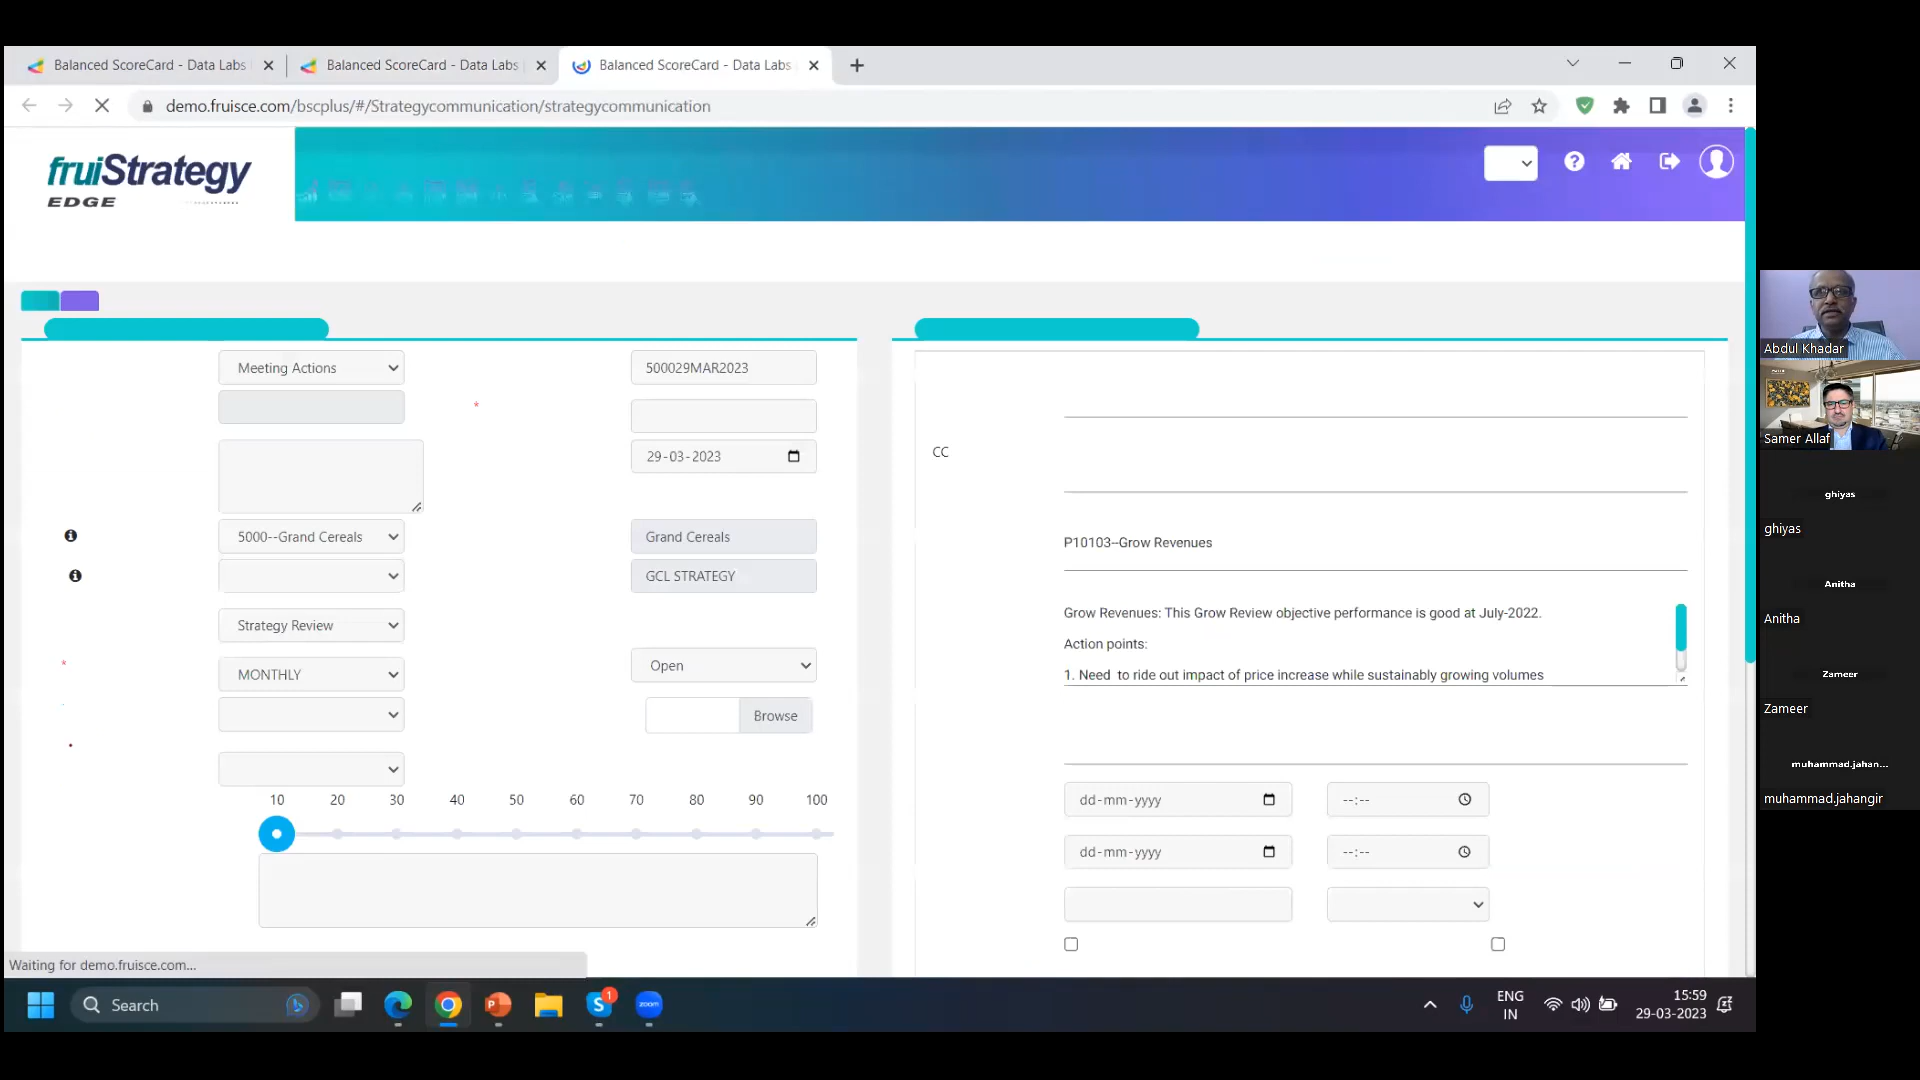 Balanced ScoreCard - Data Labs
Balanced ScoreCard - Data Labs
Balanced ScoreCard - Data Labs
demo.fruisce.com/bscplus/#/Strategycommunication/strategycommunication
fruiStrategy
EDGE
Meeting Actions
500029MAR2023
*
29-03-2023
5000--Grand Cereals
Grand Cereals
GCL STRATEGY
Strategy Review
*
MONTHLY
Open
Browse
10 20 30 40 50 60 70 80 90 100
CC
P10103--Grow Revenues
Grow Revenues: This Grow Review objective performance is good at July-2022.
Action points:
1. Need to ride out impact of price increase while sustainably growing volumes
dd-mm-yyyy
--:--
dd-mm-yyyy
--:--
Waiting for demo.fruisce.com...
Search
1
zoom
ENG
IN
15:59
29-03-2023
Abdul Khadar
Samer Allaf
ghiyas
ghiyas
Anitha
Anitha
Zameer
Zameer
muhammad.jahan...
muhammad.jahangir